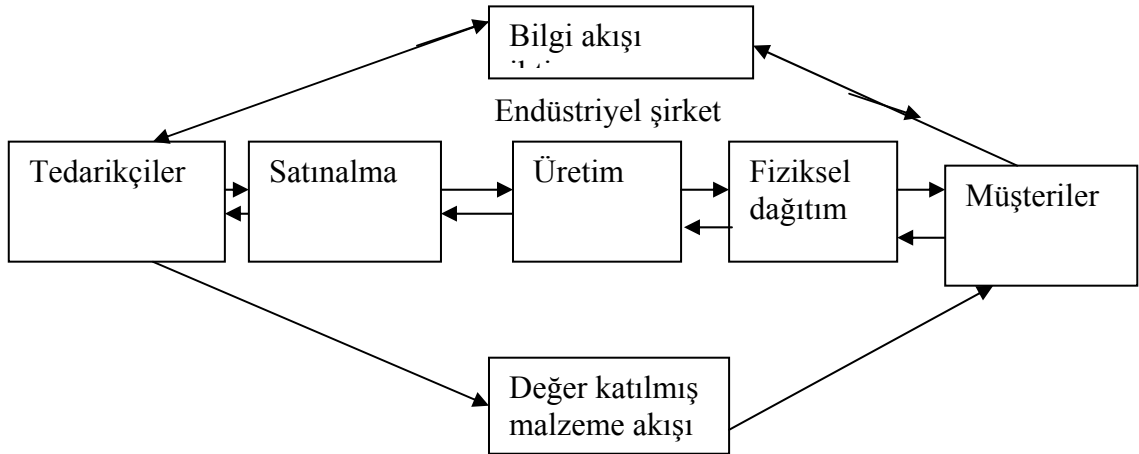 Bilgi akışı
Endüstriyel şirket
Tedarikçiler
Satınalma
Üretim
Fiziksel
dağıtım
Müşteriler
Değer katılmış
malzeme akışı